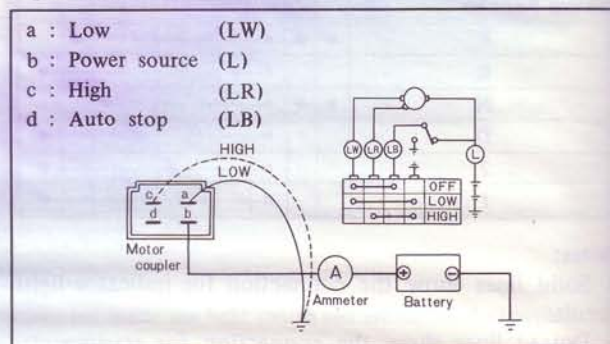 a : Low (LW)
b : Power source (L)
c : High (LR)
d : Auto stop (LB)
HIGH
LOW
c a
d b
Motor
coupler
A
Ammeter
Battery
LW LR LB L
OFF
LOW
HIGH